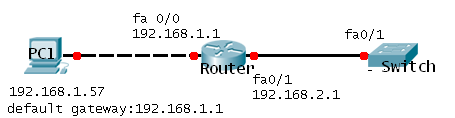 fa 0/0
192.168.1.1
fa0/1
PC1
Router
Switch
fa0/1
192.168.2.1
192.168.1.57
default gateway:192.168.1.1